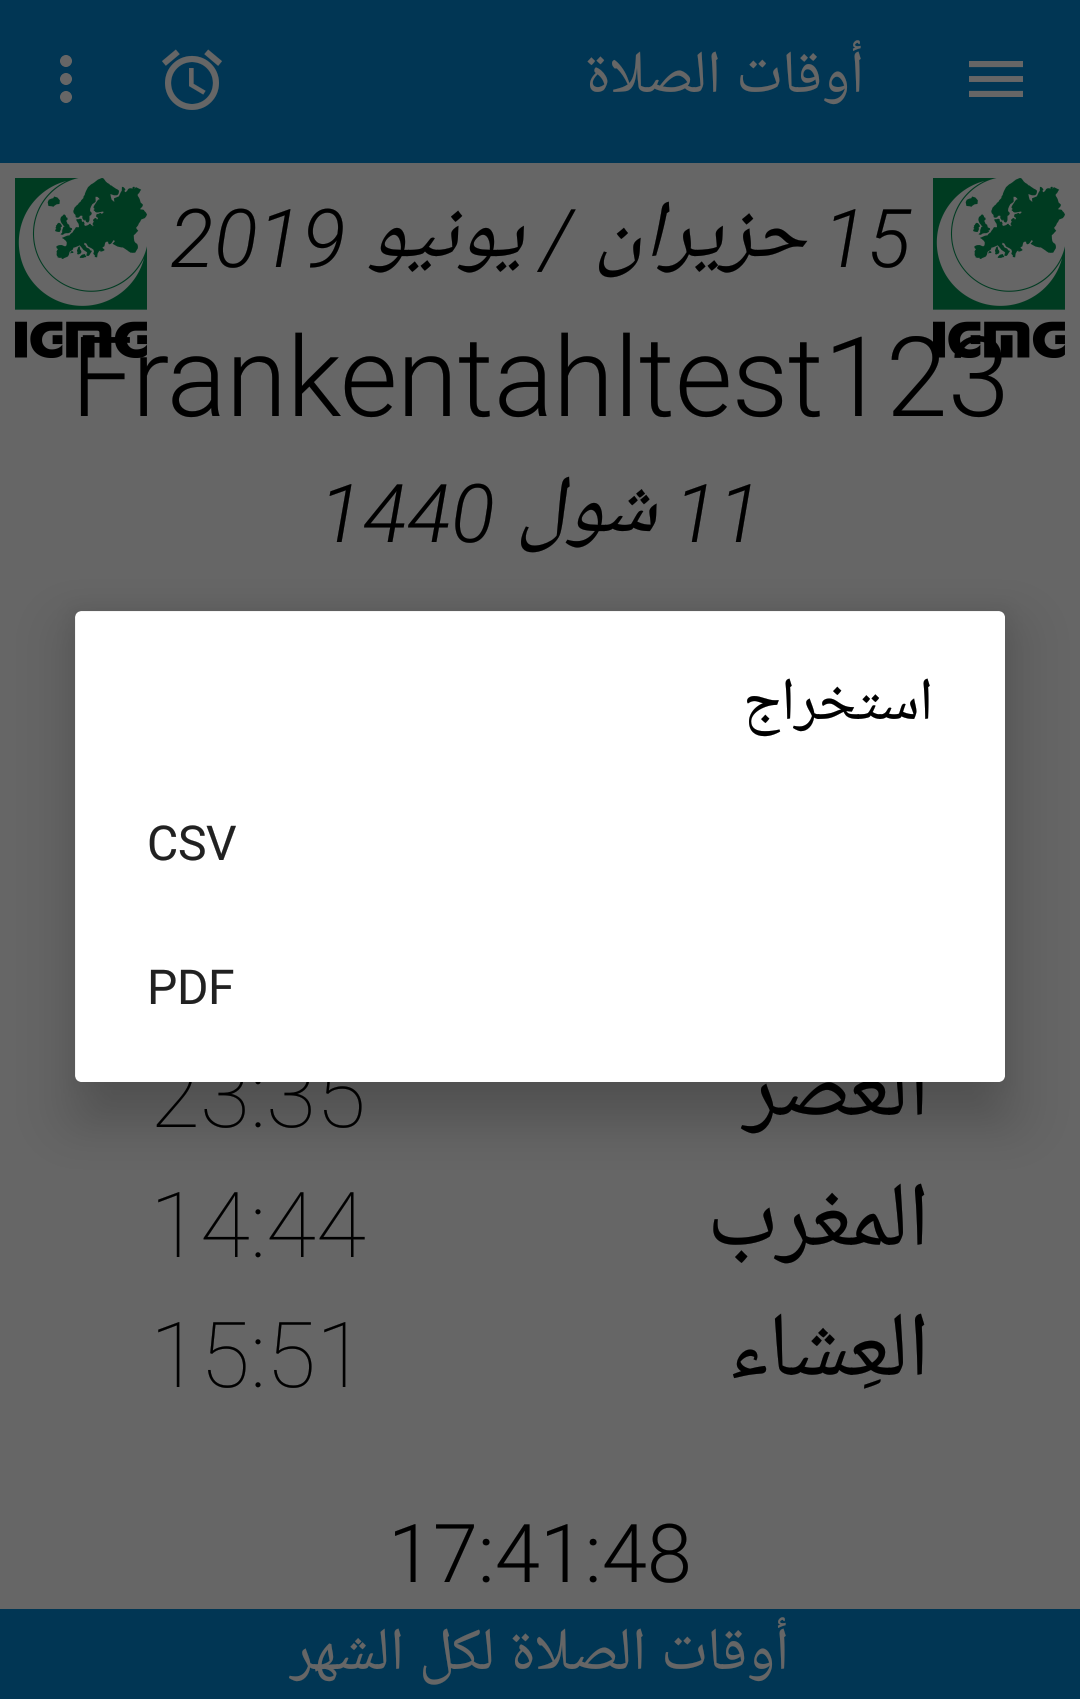 أوقات الصلاة
15 حزيران / يونيو 2019
IGMG
IGMG
Frankentahltest123
11 شول 1440
استخراج
CSV
PDF
العصر 23:35
المغرب 14:44
العِشاء 15:51
17:41:48
أوقات الصلاة لكل الشهر